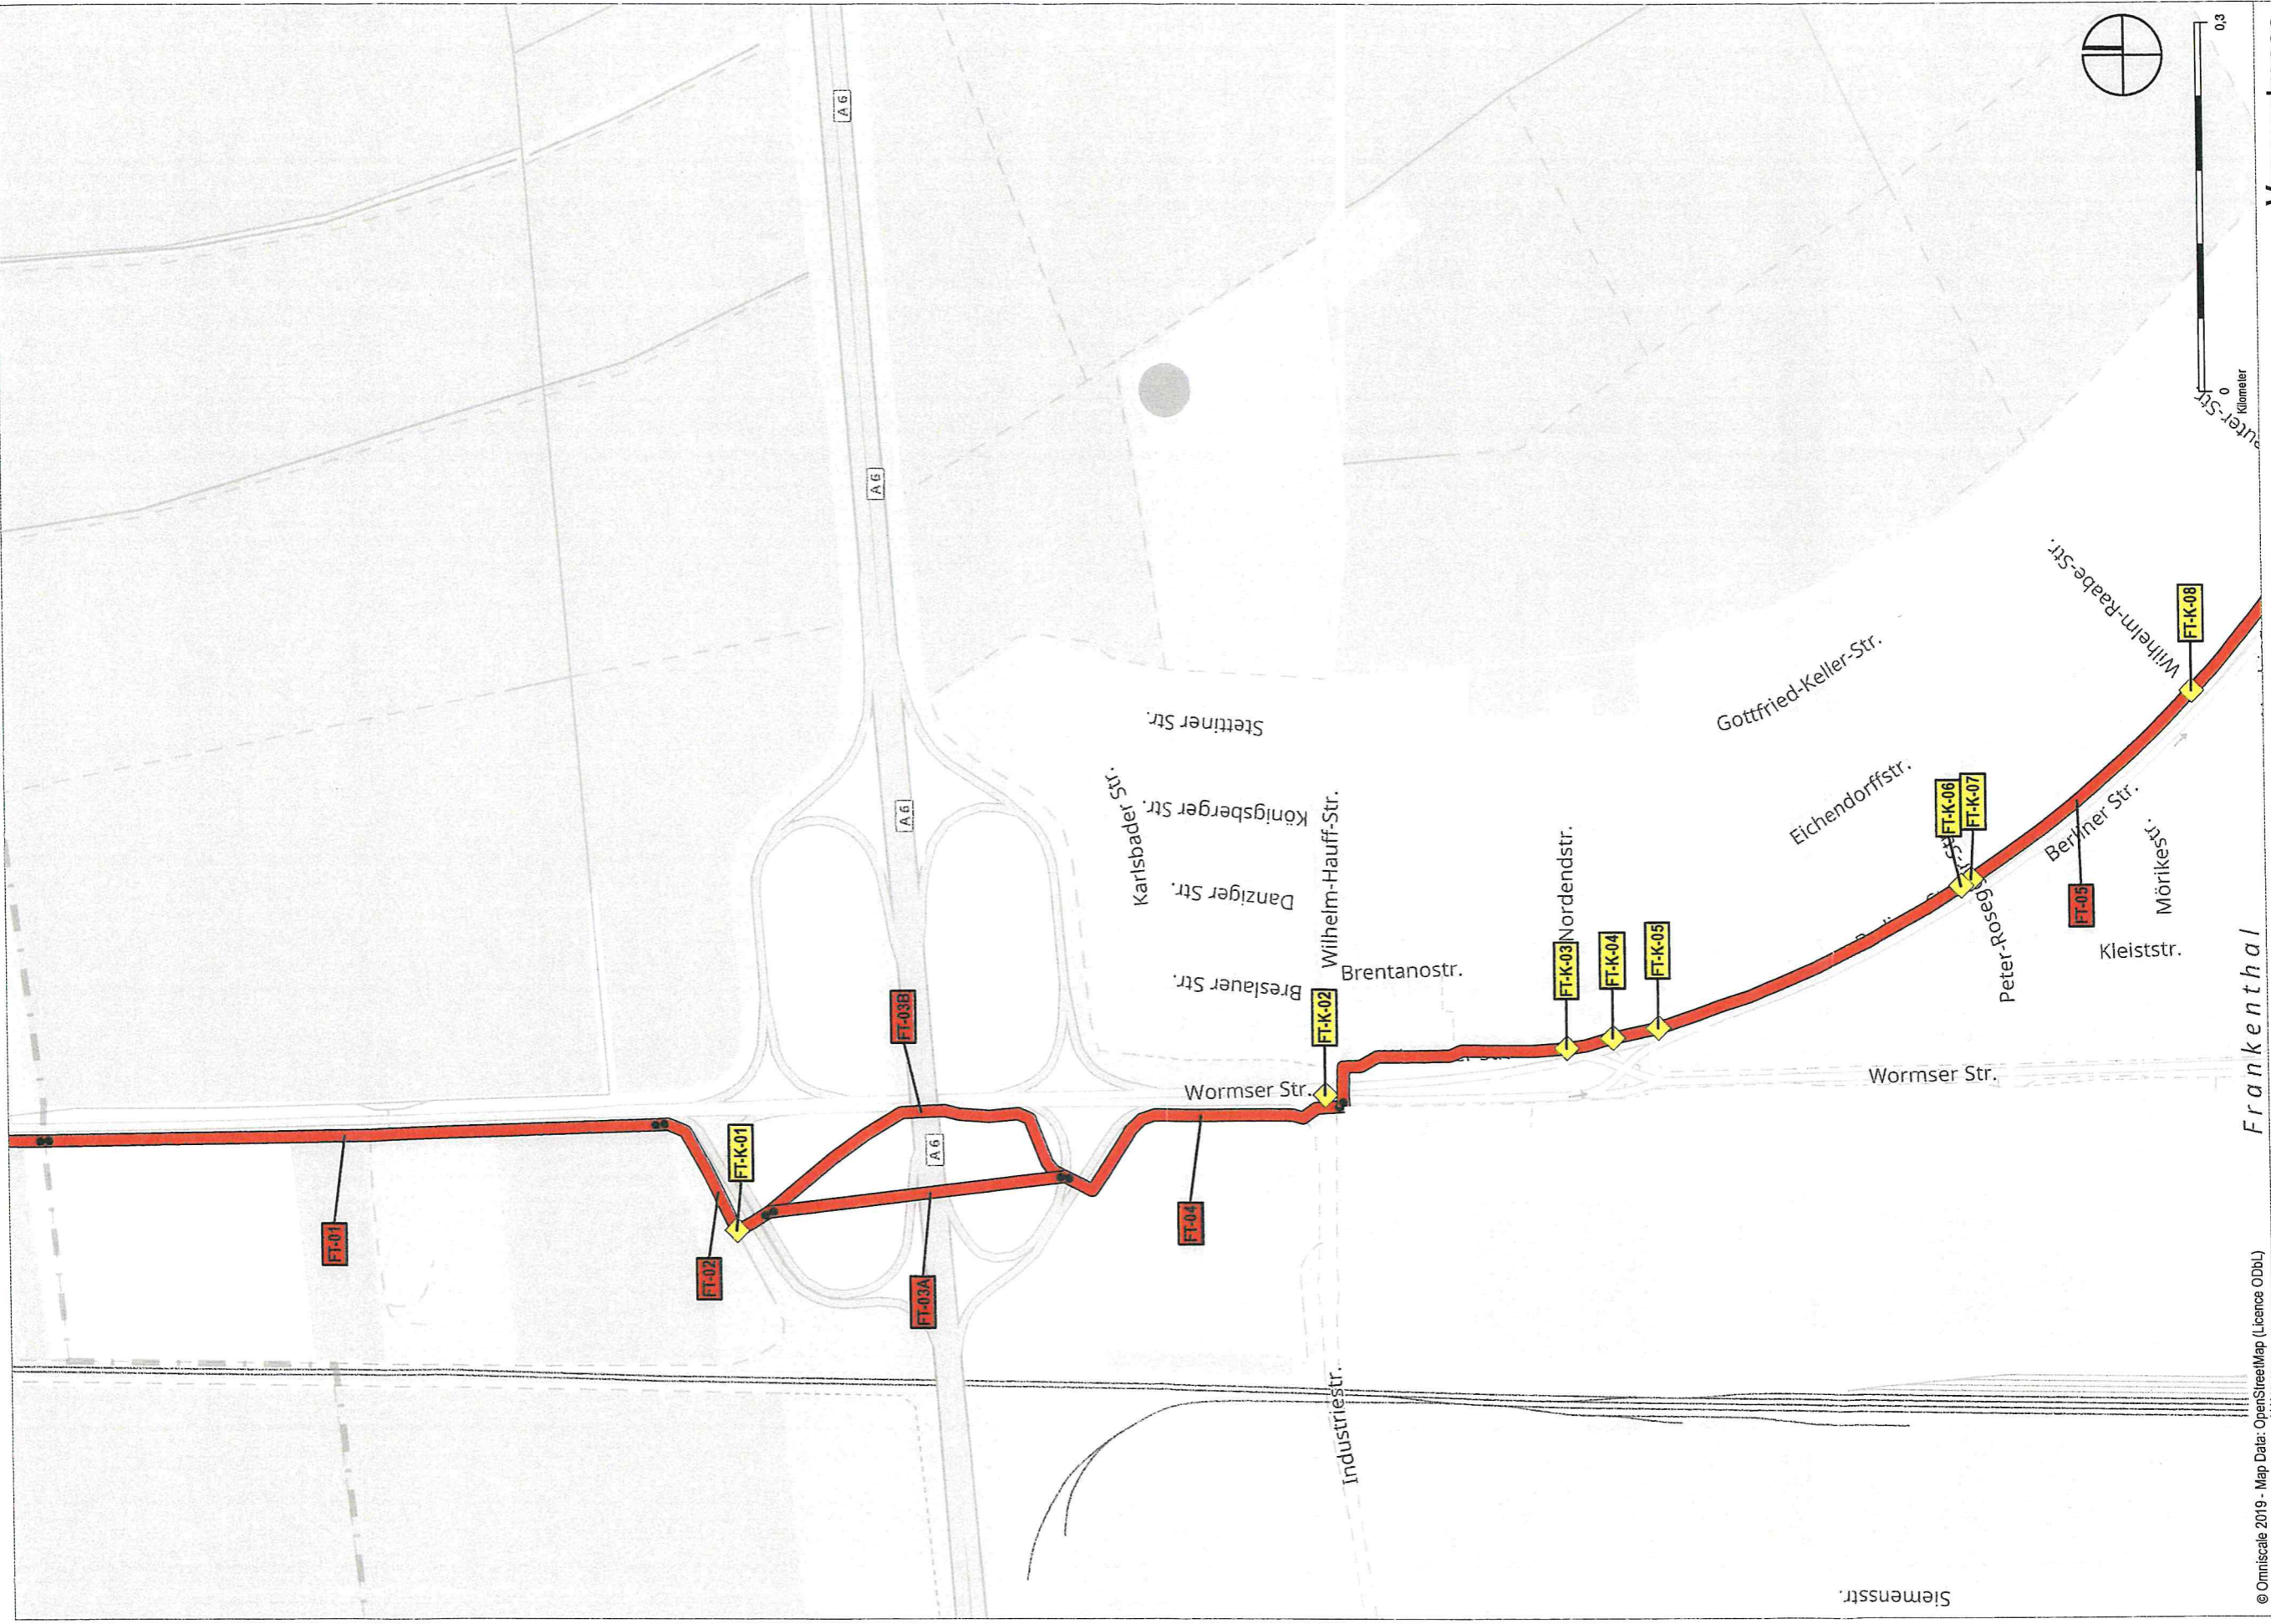 0,3
A 6
A 6
0
Kilometer
Wilhelm-Raabe-Str.
FT-K-08
Gottfried-Keller-Str.
Stettiner Str.
Karlsbader Str.
Königsberger Str.
Wilhelm-Hauff-Str.
A 6
Eichendorffstr.
FT-K-06
FT-K-07
Berliner Str.
Mörikestr.
Danziger Str.
Nordendstr.
FT-05
Breslauer Str.
Brentanostr.
FT-K-03
FT-K-04
FT-K-05
Kleiststr.
FT-03B
FT-K-02
Wormser Str.
Wormser Str.
Frankenthal
FT-K-01
A 6
FT-01
FT-02
FT-03A
FT-04
Industriestr.
Siemensstr.
© Omniscale 2019 - Map Data: OpenStreetMap (Licence ODbL)